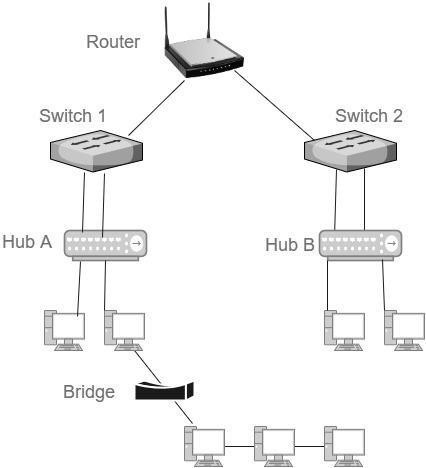 Router
Switch 1
Switch 2
Hub A
Hub B
Bridge